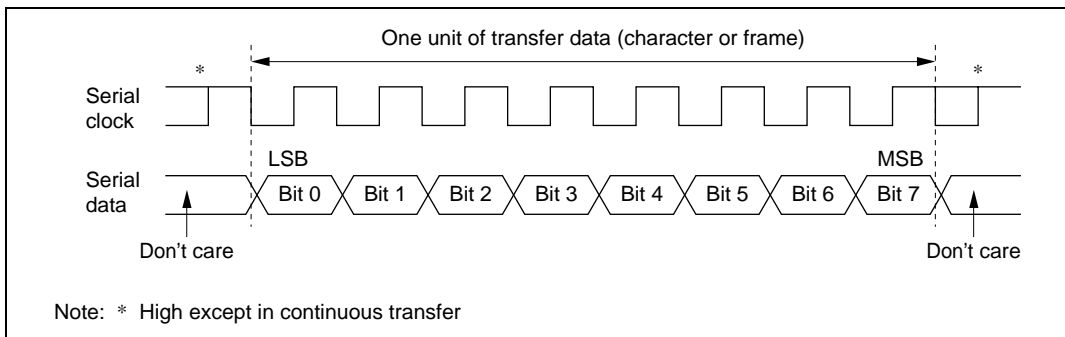 One unit of transfer data (character or frame)
* *
Serial
clock
LSB MSB
Serial
data
Bit 0 Bit 1 Bit 2 Bit 3 Bit 4 Bit 5 Bit 6 Bit 7
Don't care Don't care
Note: * High except in continuous transfer